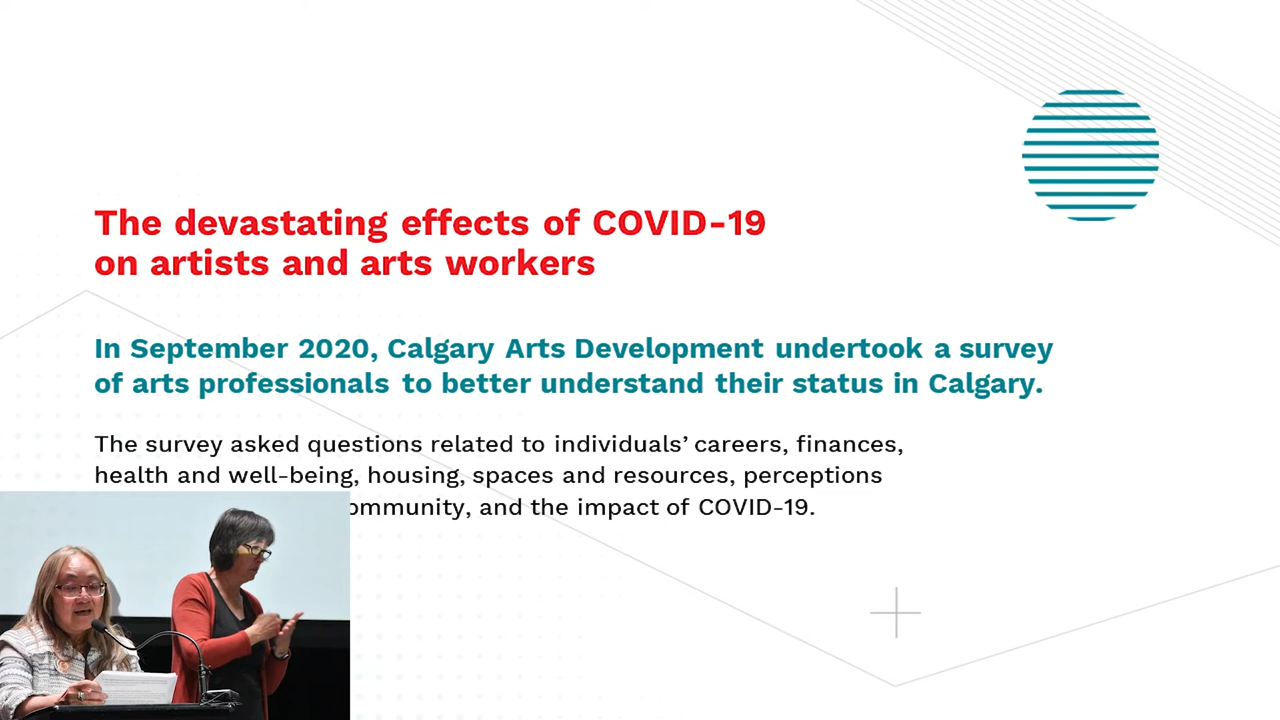 The devastating effects of COVID-19
on artists and arts workers
In September 2020, Calgary Arts Development undertook a survey
of arts professionals to better understand their status in Calgary.
The survey asked questions related to individuals’ careers, finances,
health and well-being, housing, spaces and resources, perceptions
ommunity, and the impact of COVID-19.